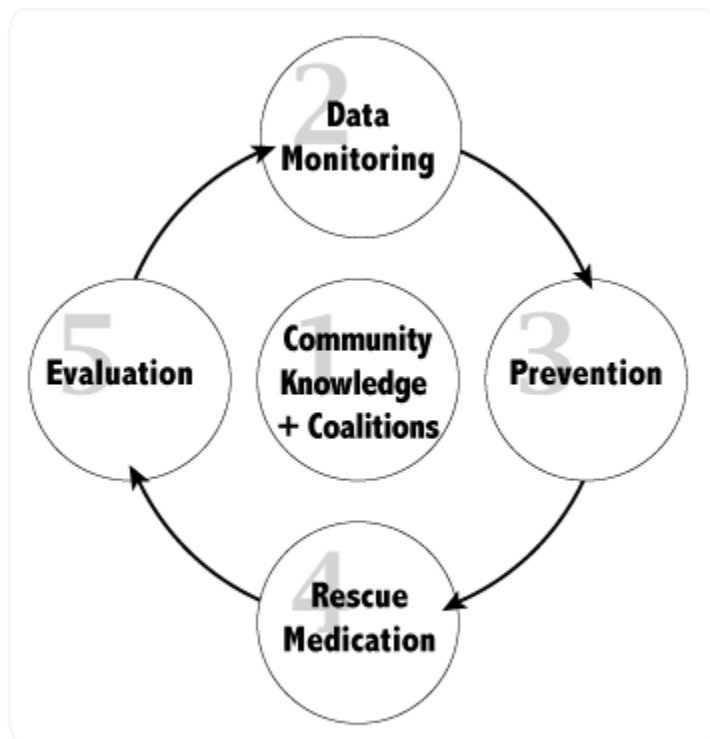 2
Data
Monitoring
5
Evaluation
1
Community
Knowledge
+ Coalitions
3
Prevention
4
Rescue
Medication